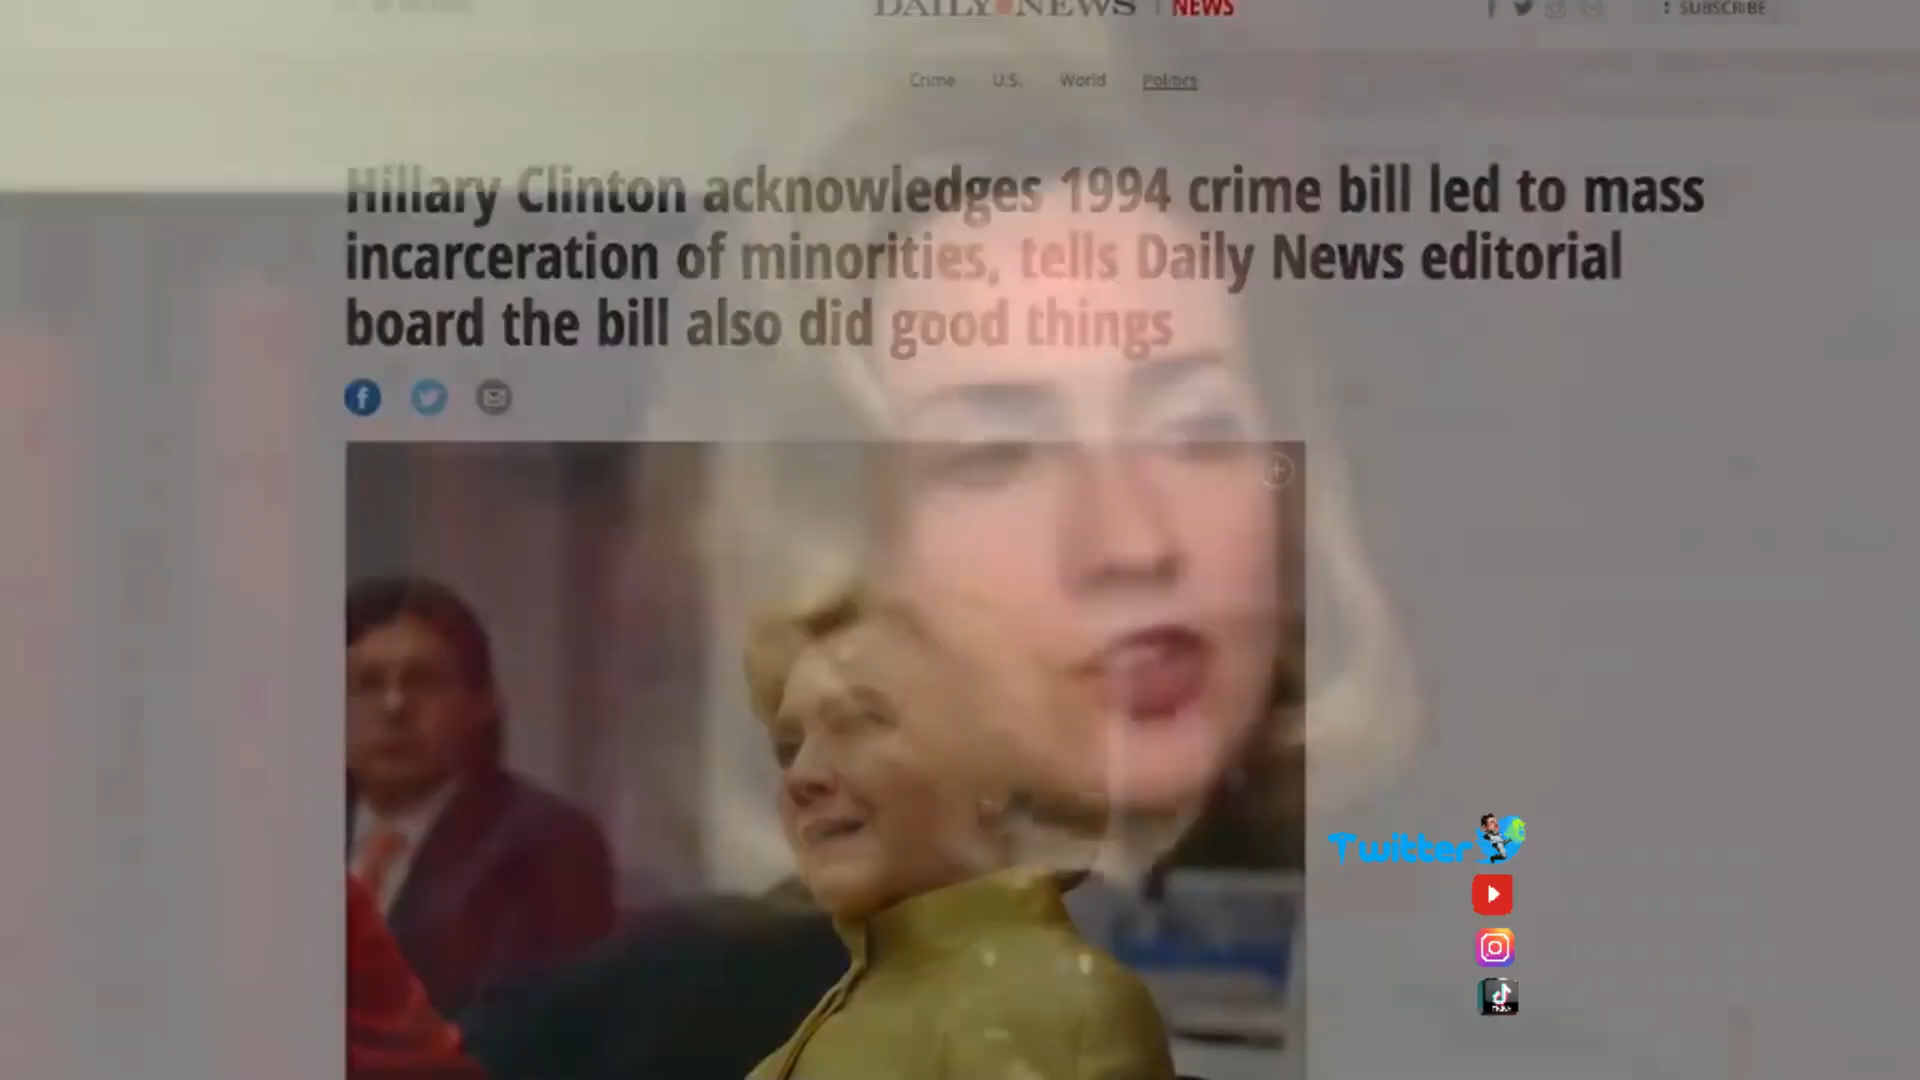 DAILY NEWS | NEWS
SUBSCRIBE
Crime U.S. World Politics
Hillary Clinton acknowledges 1994 crime bill led to mass
incarceration of minorities, tells Daily News editorial
board the bill also did good things
Twitter